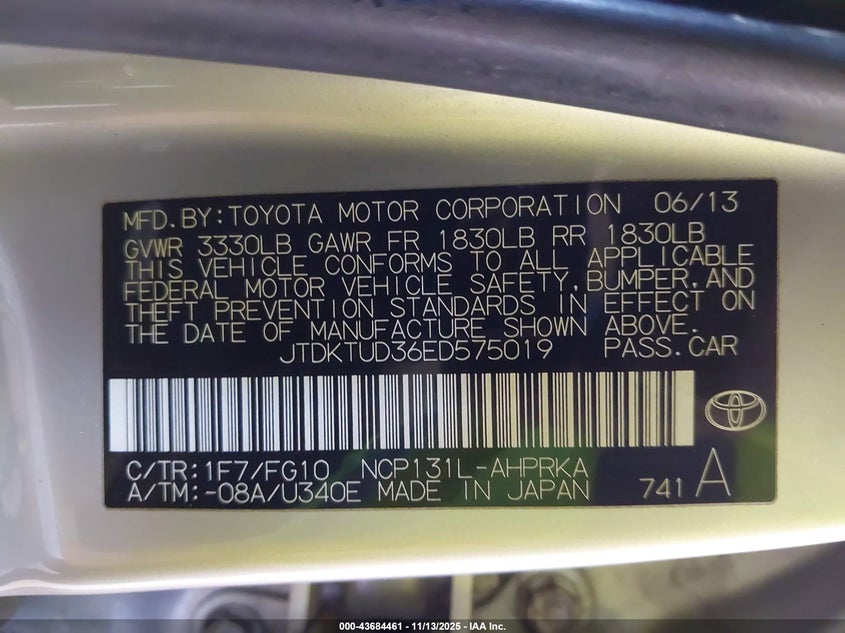 MFD.BY:TOYOTA MOTOR CORPORATION 06/13
GVWR 3330LB GAWR FR 1830LB RR 1830LB
THIS VEHICLE CONFORMS TO ALL APPLICABLE
FEDERAL MOTOR VEHICLE SAFETY,BUMPER,AND
THEFT PREVENTION STANDARDS IN EFFECT ON
THE DATE OF MANUFACTURE SHOWN ABOVE.
JTDKTUD36ED575019 PASS.CAR
C/TR:1F7/FG10 NCP131L-AHPRKA
A/TM:-08A/U340E MADE IN JAPAN 741 A
000-43684461 - 11/13/2025 - IAA Inc.